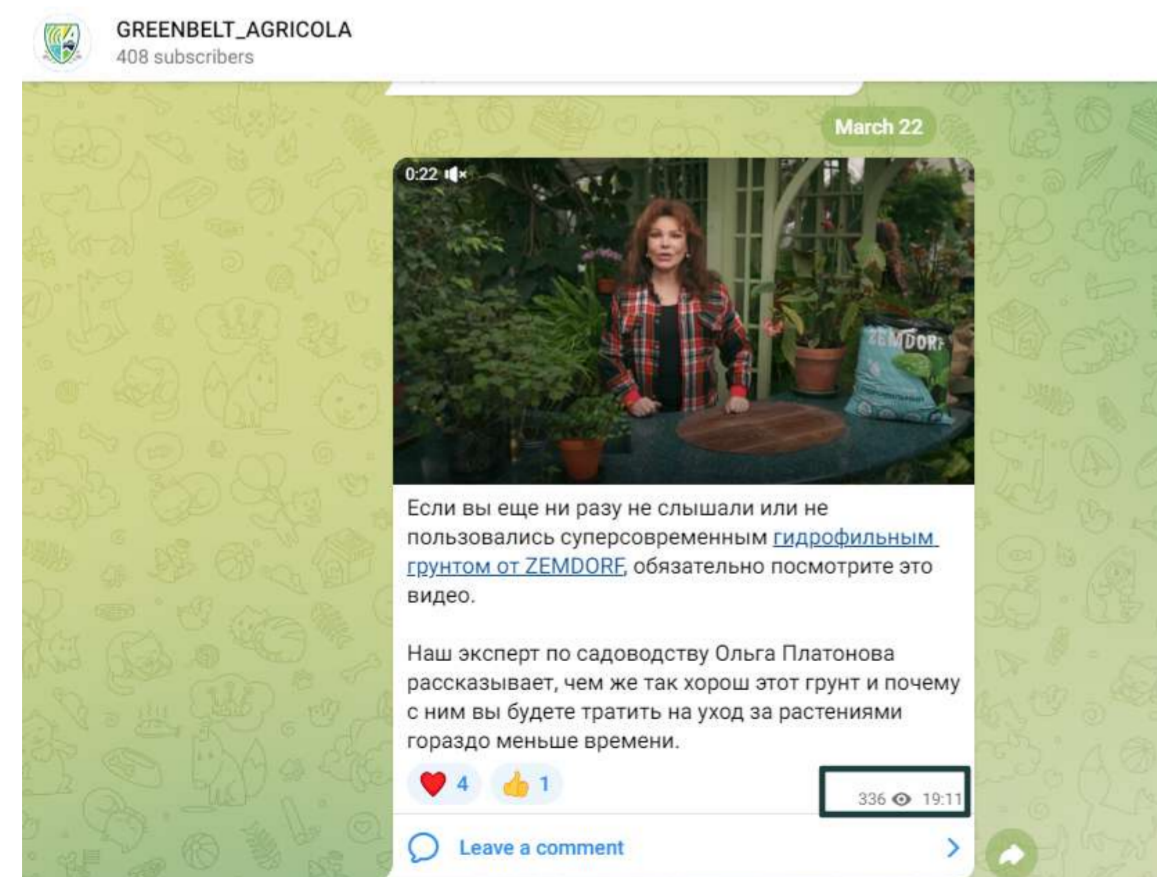 GREENBELT_AGRICOLA
408 subscribers
March 22
0:22
ZEMDORF
Если вы еще ни разу не слышали или не
пользовались суперсовременным гидрофильным
грунтом от ZEMDORF, обязательно посмотрите это
видео.
Наш эксперт по садоводству Ольга Платонова
рассказывает, чем же так хорош этот грунт и почему
с ним вы будете тратить на уход за растениями
гораздо меньше времени.
4 1
336 19:11
Leave a comment